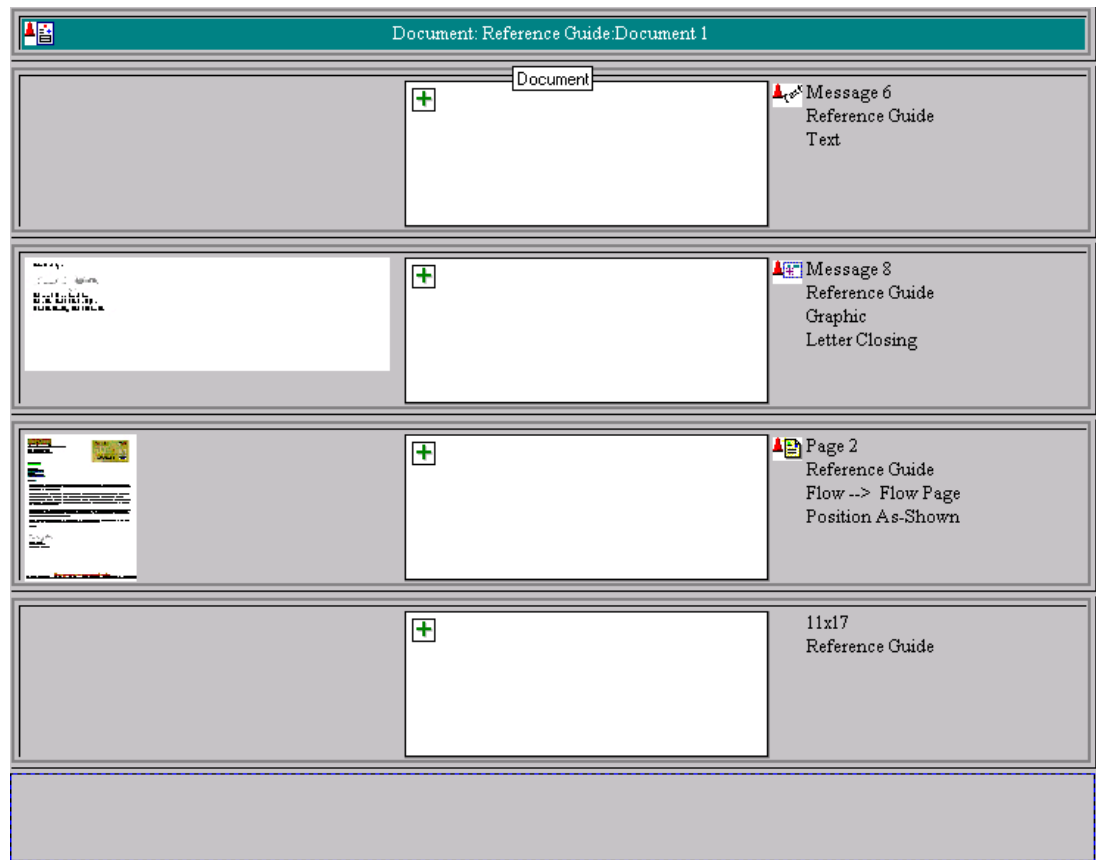 Document: Reference Guide:Document 1
Document
Message 6
Reference Guide
Text
Message 8
Reference Guide
Graphic
Letter Closing
Page 2
Reference Guide
Flow --> Flow Page
Position As-Shown
11x17
Reference Guide